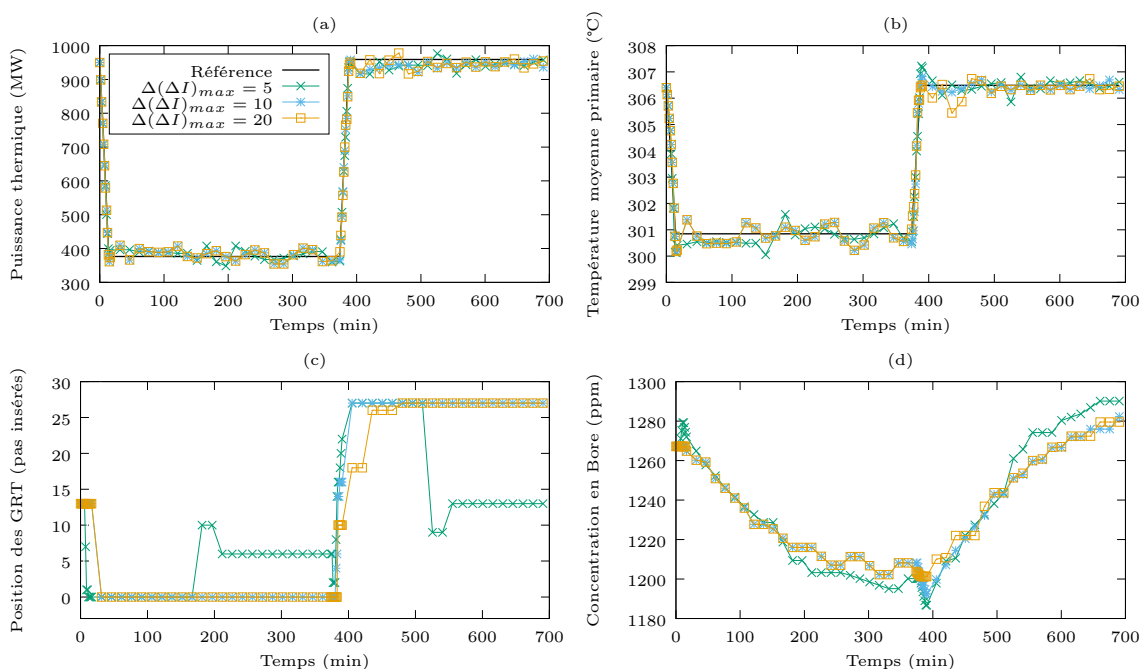 (a)
Puissance thermique (MW)
1000
900
800
700
600
500
400
300
0 100 200 300 400 500 600 700
Temps (min)
Référence
Δ(ΔI)max = 5
Δ(ΔI)max = 10
Δ(ΔI)max = 20
(b)
Température moyenne primaire (°C)
308
307
306
305
304
303
302
301
300
299
0 100 200 300 400 500 600 700
Temps (min)
(c)
Position des GRT (pas insérés)
30
25
20
15
10
5
0
0 100 200 300 400 500 600 700
Temps (min)
(d)
Concentration en Bore (ppm)
1300
1280
1260
1240
1220
1200
1180
0 100 200 300 400 500 600 700
Temps (min)